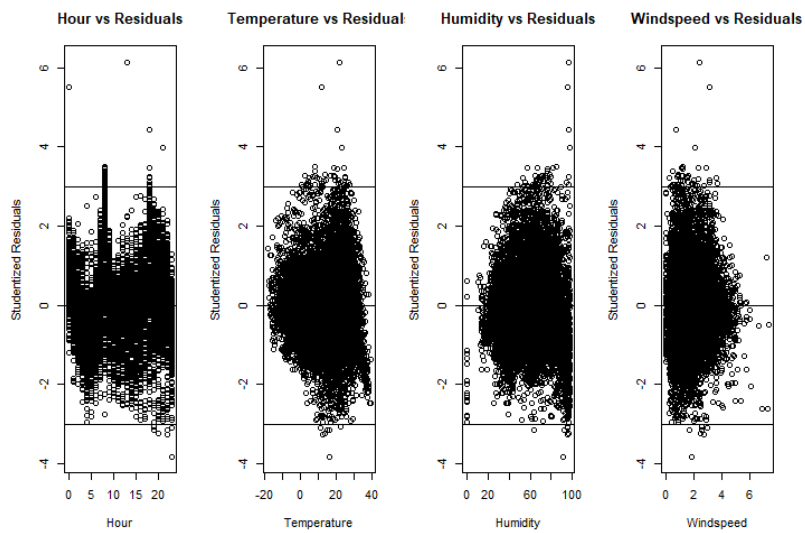 Hour vs Residuals
Temperature vs Residual
Humidity vs Residuals
Windspeed vs Residuals
Studentized Residuals
6
4
2
0
-2
-4
0 5 10 15 20
Hour
Studentized Residuals
6
4
2
0
-2
-4
-20 0 20 40
Temperature
Studentized Residuals
6
4
2
0
-2
-4
0 20 60 100
Humidity
Studentized Residuals
6
4
2
0
-2
-4
0 2 4 6
Windspeed